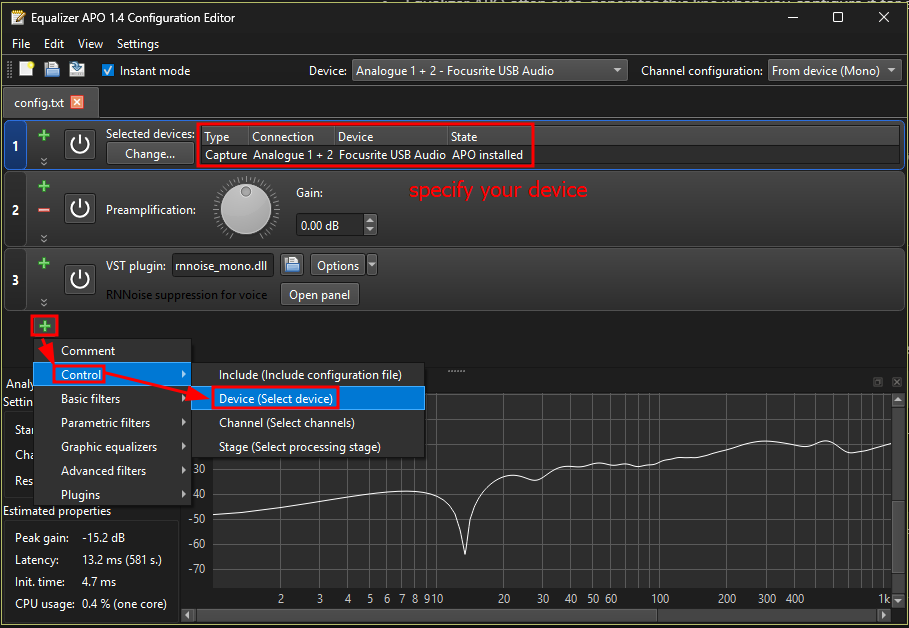 Equalizer APO 1.4 Configuration Editor
File Edit View Settings
Instant mode Device: Analogue 1 + 2 - Focusrite USB Audio Channel configuration: From device (Mono)
config.txt
1 Selected devices: Change...
Type Connection Device State
Capture Analogue 1 + 2 Focusrite USB Audio APO installed
specify your device
2 Preamplification: Gain:
0.00 dB
3 VST plugin: rnnoise_mono.dll Options
RNNoise suppression for voice Open panel
Comment
Control
Basic filters
Parametric filters
Graphic equalizers
Advanced filters
Plugins
Include (Include configuration file)
Device (Select device)
Channel (Select channels)
Stage (Select processing stage)
Estimated properties
Peak gain: -15.2 dB
Latency: 13.2 ms (581 s.)
Init. time: 4.7 ms
CPU usage: 0.4 % (one core)
30
-40
-50
-60
-70
2 3 4 5 6 7 8 9 10 20 30 40 50 60 100 200 300 400 1k